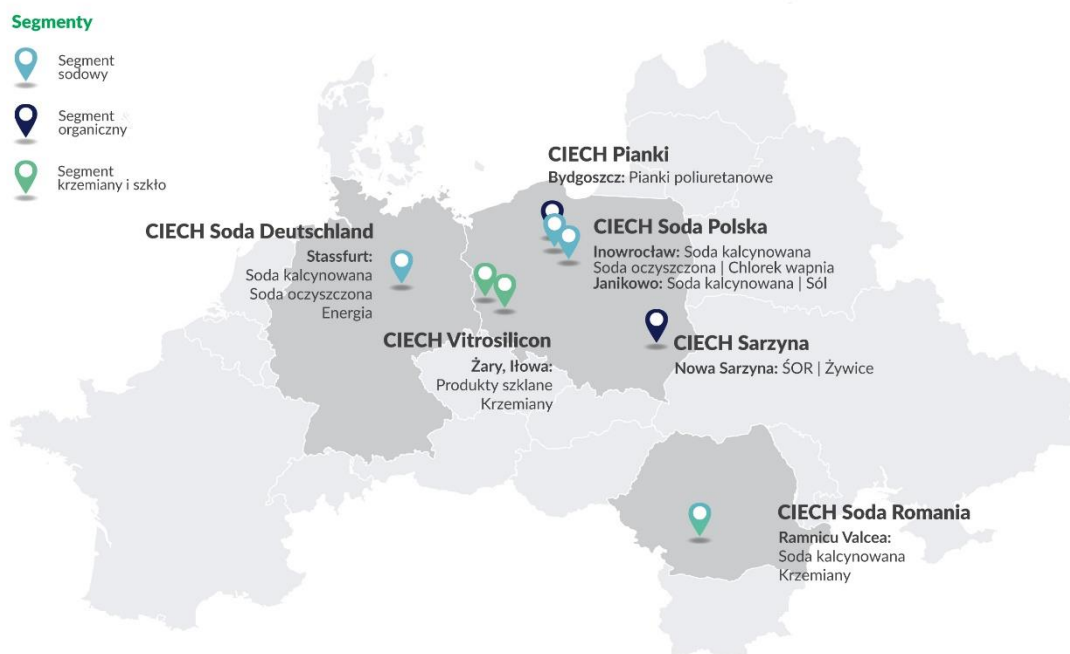 Segmenty
Segment
sodowy
Segment
organiczny
Segment
krzemiany i szkło
CIECH Pianki
Bydgoszcz: Pianki poliuretanowe
CIECH Soda Deutschland
Stassfurt:
Soda kalcynowana
Soda oczyszczona
Energia
CIECH Soda Polska
Inowrocław: Soda kalcynowana
Soda oczyszczona | Chlorek wapnia
Janikowo: Soda kalcynowana | Sól
CIECH Vitrosilicon
Żary, Iłowa:
Produkty szklane
Krzemiany
CIECH Sarzyna
Nowa Sarzyna: ŚOR | Żywice
CIECH Soda Romania
Ramnicu Valcea:
Soda kalcynowana
Krzemiany